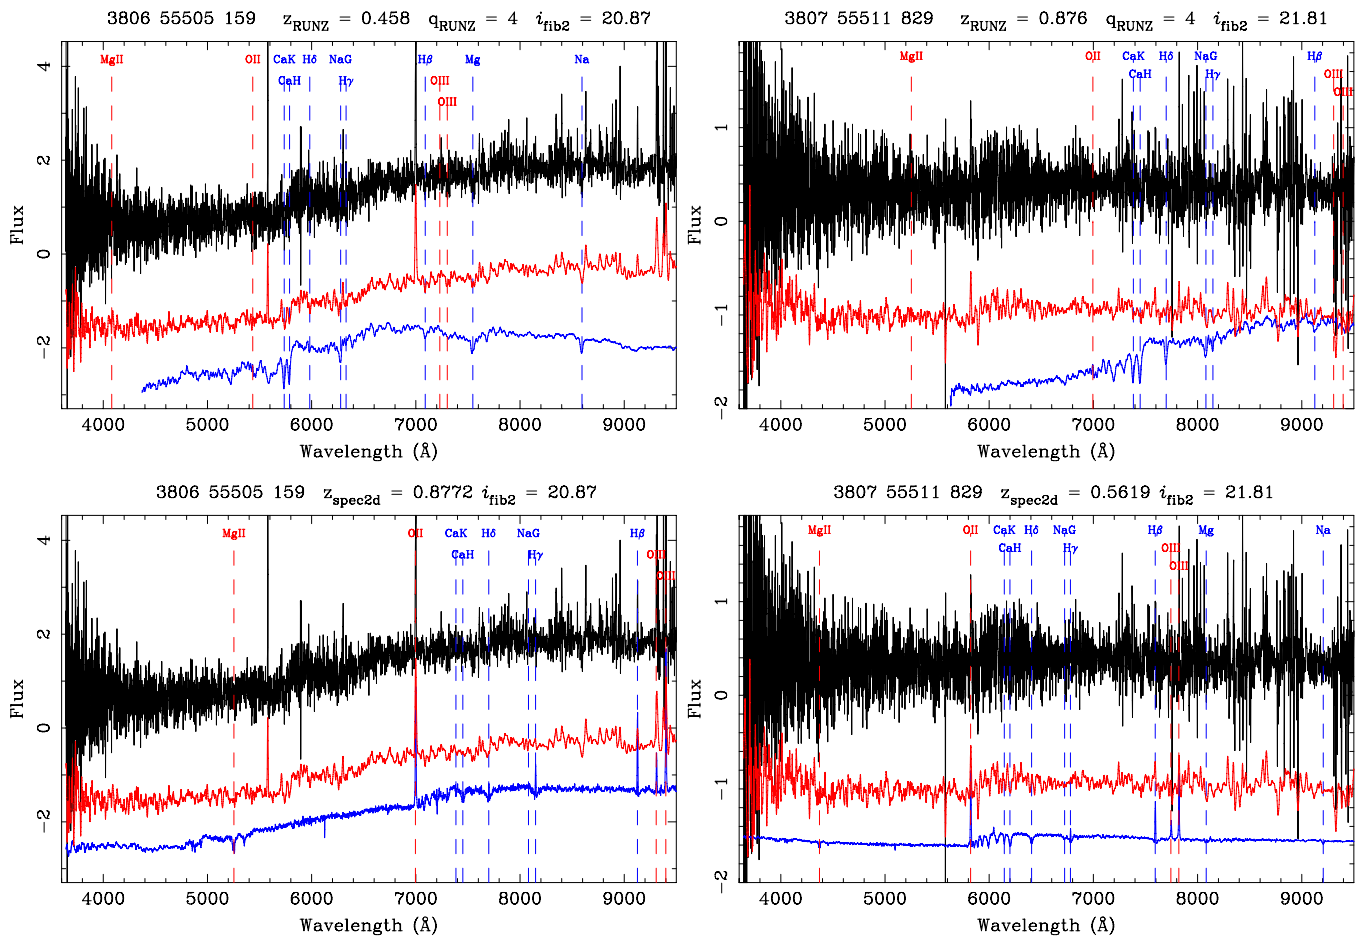 3806 55505 159 z_RUNZ = 0.458 q_RUNZ = 4 i_fib2 = 20.87
4
2
0
−2
Flux
MgII OII CaK Hδ NaG Hβ Mg Na
CaH Hγ OIII
OIII
4000 5000 6000 7000 8000 9000
Wavelength (Å)
3807 55511 829 z_RUNZ = 0.876 q_RUNZ = 4 i_fib2 = 21.81
1
0
−1
−2
Flux
MgII OII CaK Hδ NaG Hβ
CaH Hγ OIII
OIII
4000 5000 6000 7000 8000 9000
Wavelength (Å)
3806 55505 159 z_spec2d = 0.8772 i_fib2 = 20.87
4
2
0
−2
Flux
MgII OII CaK Hδ NaG Hβ
CaH Hγ OIII
OIII
4000 5000 6000 7000 8000 9000
Wavelength (Å)
3807 55511 829 z_spec2d = 0.5619 i_fib2 = 21.81
1
0
−1
−2
Flux
MgII OII CaK Hδ NaG Hβ Mg Na
CaH Hγ OIII
OIII
4000 5000 6000 7000 8000 9000
Wavelength (Å)